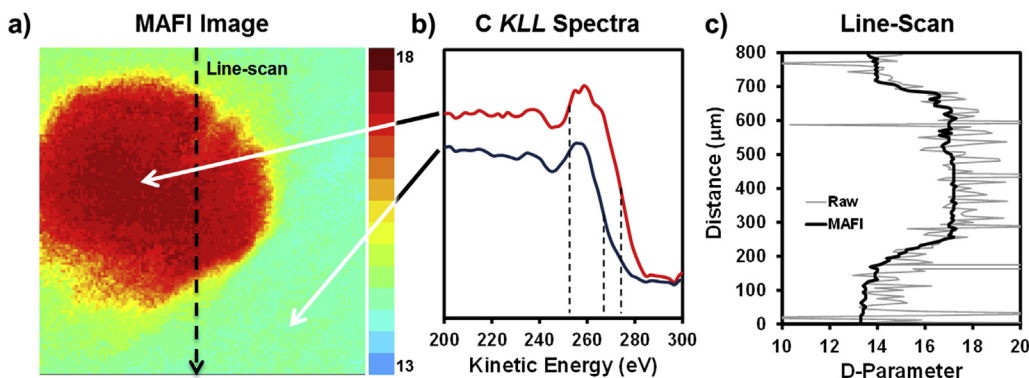 a) MAFI Image
Line-scan
18
13
b) C KLL Spectra
200 220 240 260 280 300
Kinetic Energy (eV)
c) Line-Scan
Distance (µm)
800
700
600
500
400
300
200
100
0
Raw
MAFI
10 12 14 16 18 20
D-Parameter